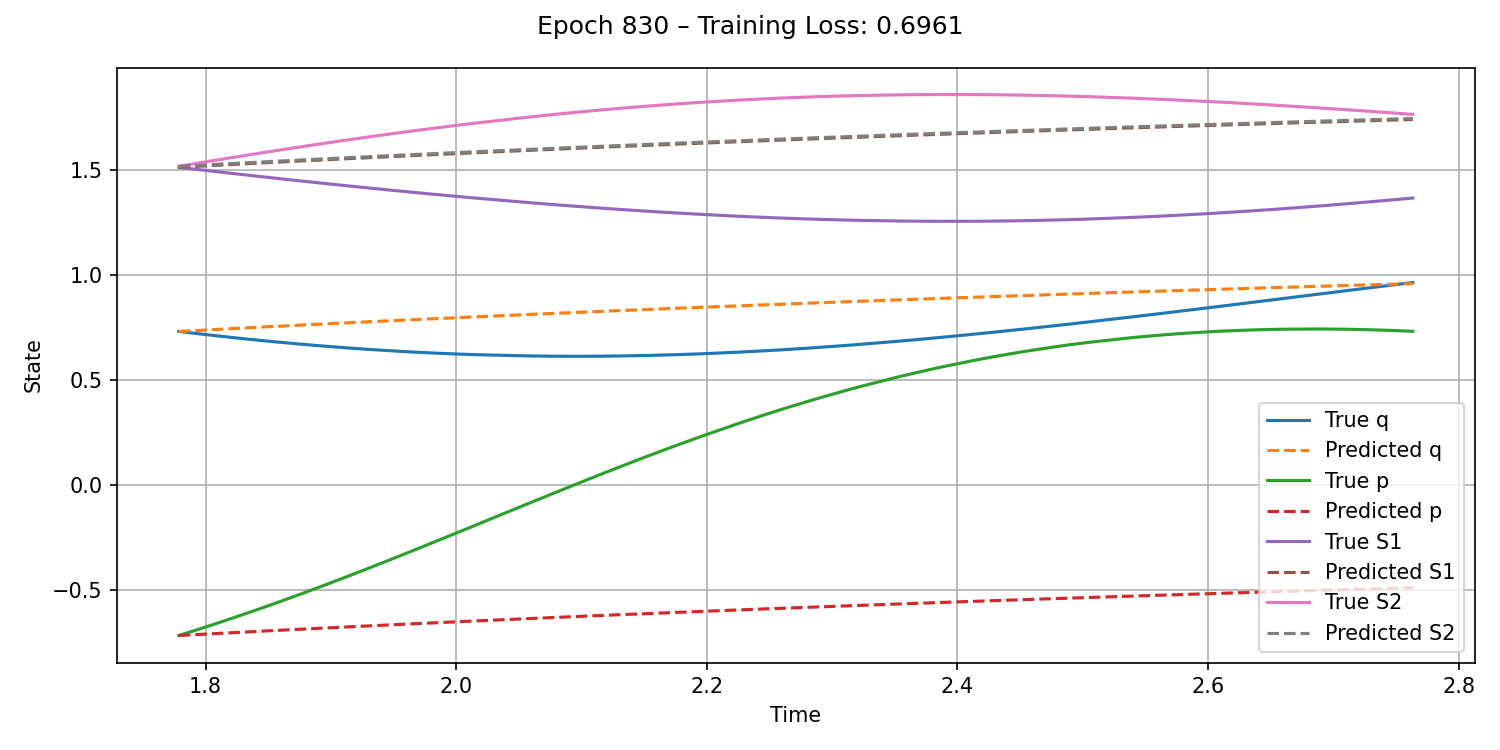 Epoch 830 – Training Loss: 0.6961
State
1.5
1.0
0.5
0.0
−0.5
1.8
2.0
2.2
2.4
2.6
2.8
Time
True q
Predicted q
True p
Predicted p
True S1
Predicted S1
True S2
Predicted S2